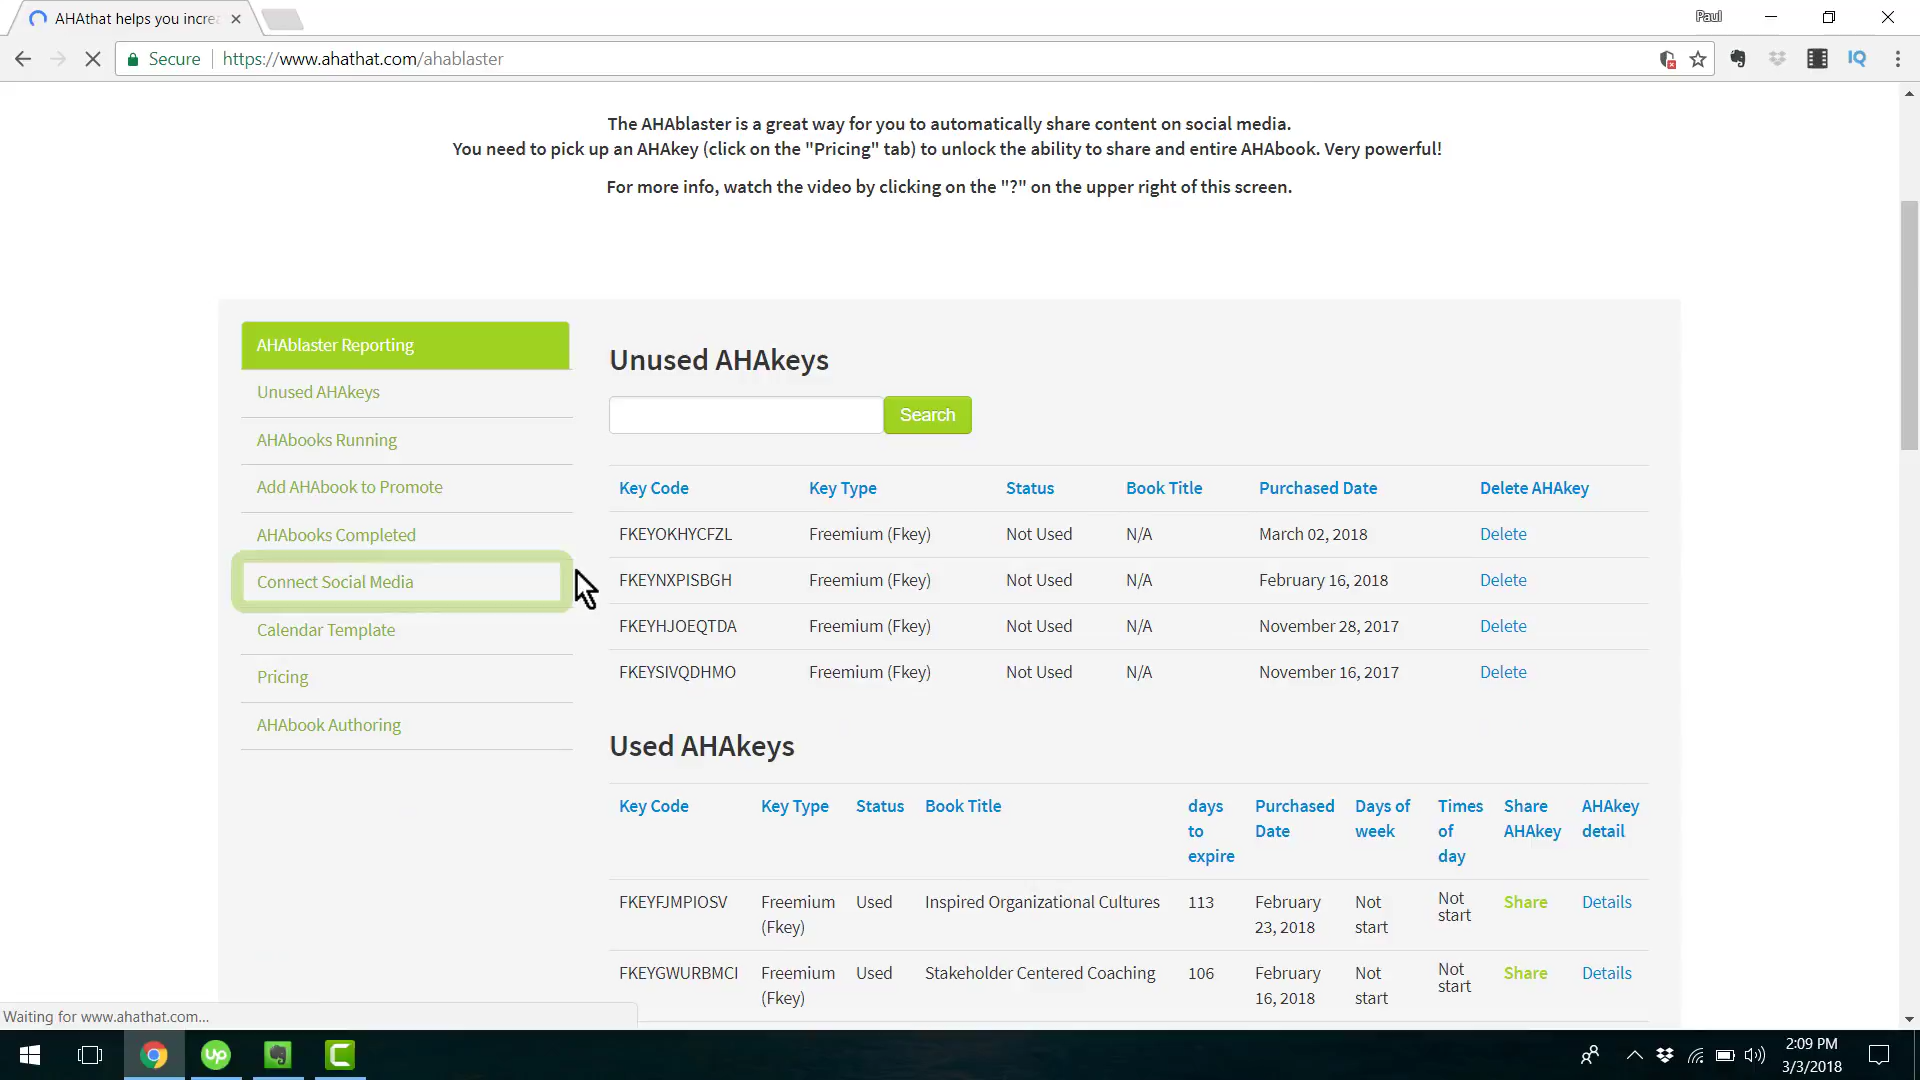 AHAthat helps you increa
Paul
Secure
https://www.ahathat.com/ahablaster
IQ
The AHAblaster is a great way for you to automatically share content on social media.
You need to pick up an AHAkey (click on the "Pricing" tab) to unlock the ability to share and entire AHAbook. Very powerful!
For more info, watch the video by clicking on the "?" on the upper right of this screen.
AHAblaster Reporting
Unused AHAkeys
AHAbooks Running
Add AHAbook to Promote
AHAbooks Completed
Connect Social Media
Calendar Template
Pricing
AHAbook Authoring
Unused AHAkeys
Search
Key Code Key Type Status Book Title Purchased Date Delete AHAkey
FKEYOKHYCFZL Freemium (Fkey) Not Used N/A March 02, 2018 Delete
FKEYNXPISBGH Freemium (Fkey) Not Used N/A February 16, 2018 Delete
FKEYHJOEQTDA Freemium (Fkey) Not Used N/A November 28, 2017 Delete
FKEYSIVQDHMO Freemium (Fkey) Not Used N/A November 16, 2017 Delete
Used AHAkeys
Key Code Key Type Status Book Title days Purchased Days of Times Share AHAkey
to Date week of AHAkey detail
expire day
FKEYFJMPIOSV Freemium Used Inspired Organizational Cultures 113 February Not Not Share Details
(Fkey) 23, 2018 start start
FKEYGWURBMCI Freemium Used Stakeholder Centered Coaching 106 February Not Not Share Details
(Fkey) 16, 2018 start start
Waiting for www.ahathat.com...
up
2:09 PM
3/3/2018